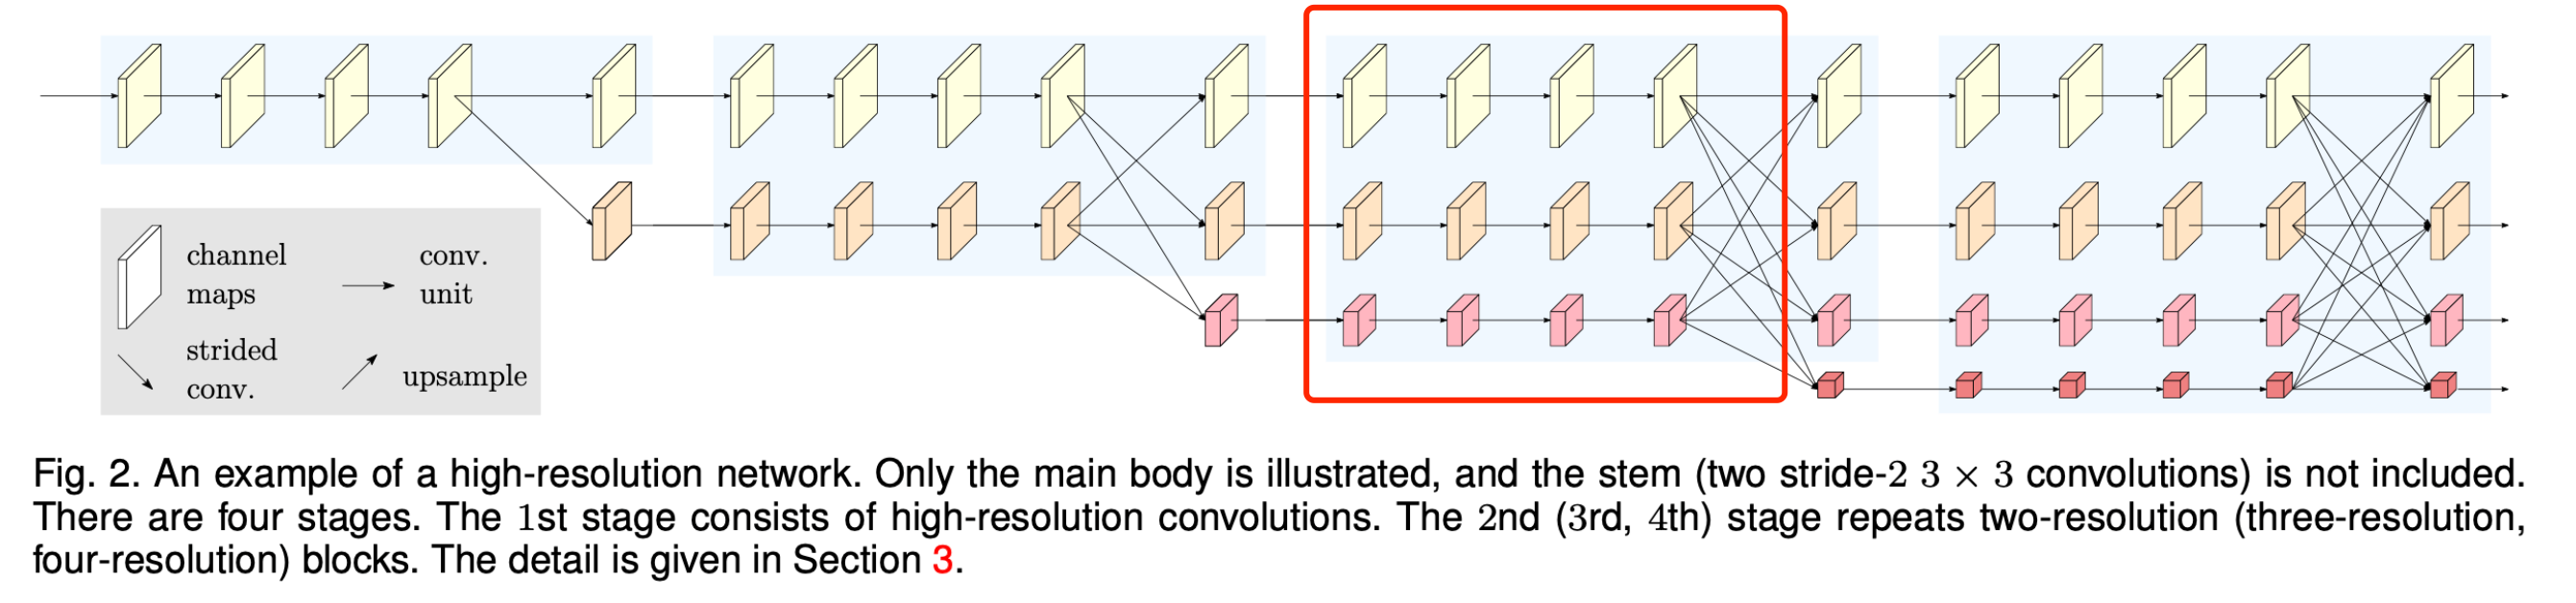 channel
maps
conv.
unit
strided
conv.
upsample
Fig. 2. An example of a high-resolution network. Only the main body is illustrated, and the stem (two stride-2 3 × 3 convolutions) is not included.
There are four stages. The 1st stage consists of high-resolution convolutions. The 2nd (3rd, 4th) stage repeats two-resolution (three-resolution,
four-resolution) blocks. The detail is given in Section 3.